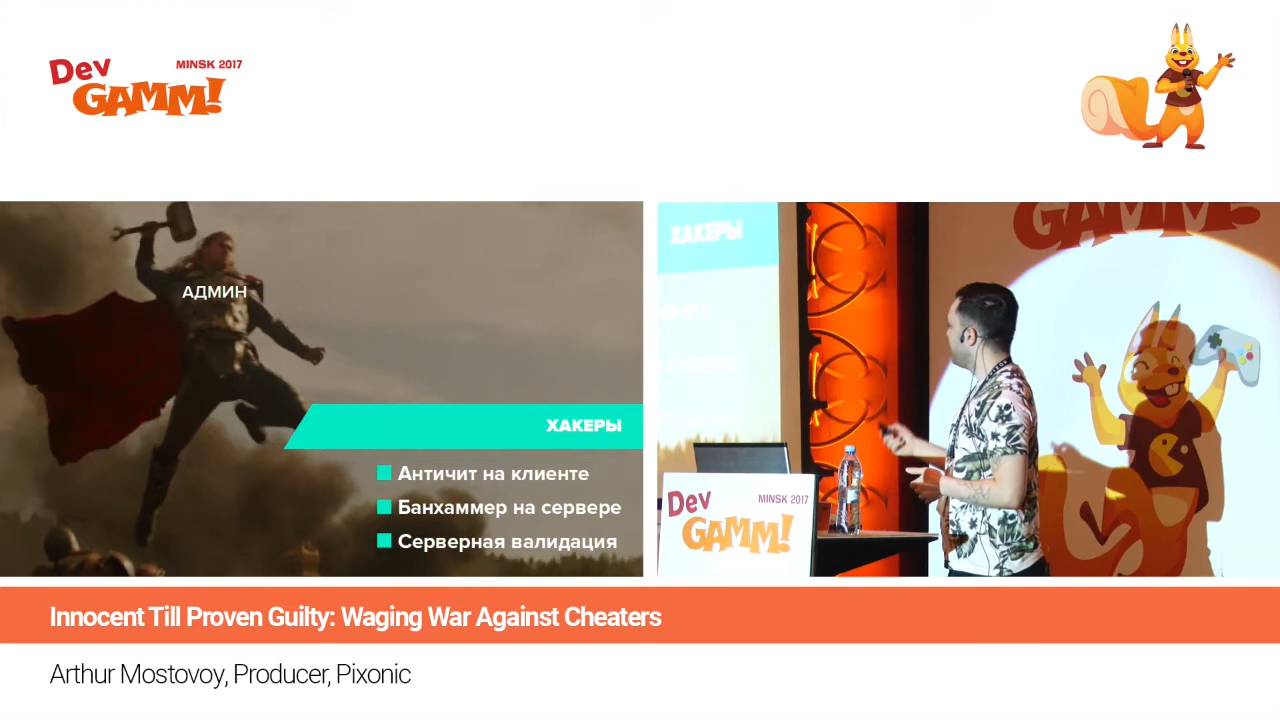 Dev
GAMM!
MINSK 2017
АДМИН
ХАКЕРЫ
Античит на клиенте
Банхаммер на сервере
Серверная валидация
ХАКЕРЫ
GAMM!
Dev
GAMM!
MINSK 2017
Innocent Till Proven Guilty: Waging War Against Cheaters
Arthur Mostovoy, Producer, Pixonic